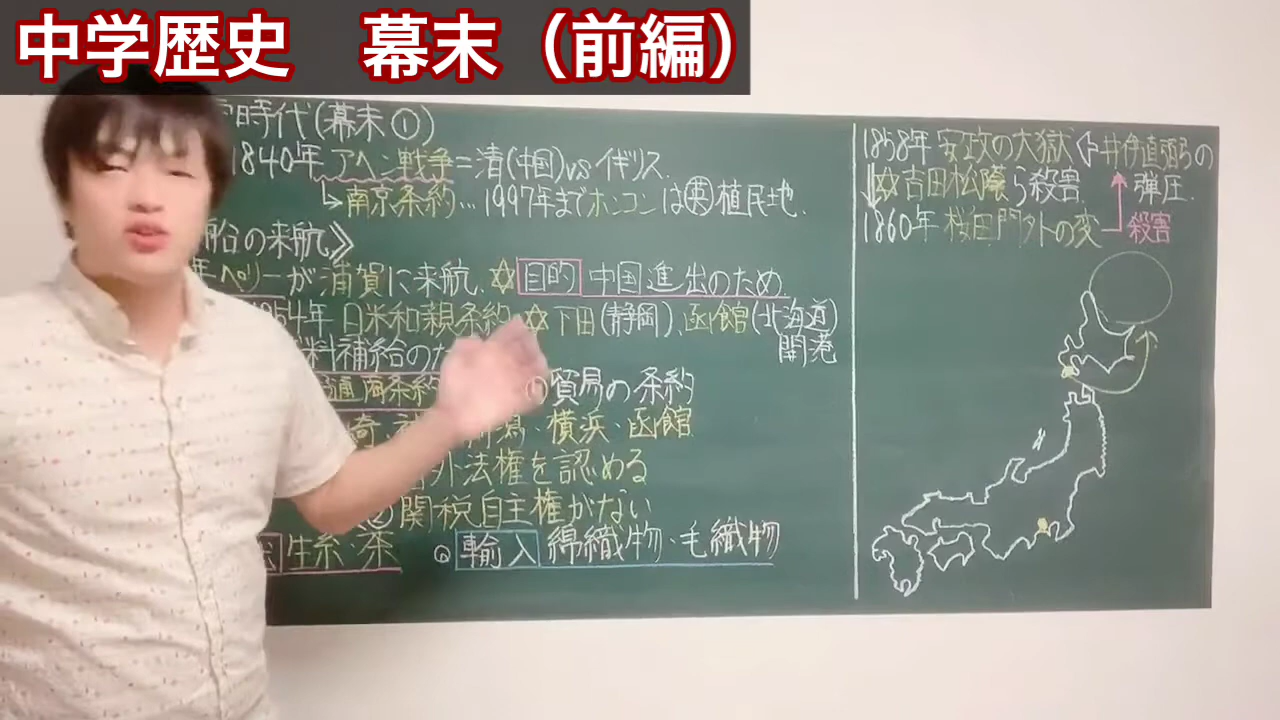 中学歴史 幕末（前編）
時代(幕末①)
1840年 アヘン戦争=清(中国)vsイギリス.
↳南京条約…1997年までホンコンは英植民地.
船の来航》
年ペリーが浦賀に来航.✡目的 中国進出のため.
1854年 日米和親条約 ✡下田(静岡)、函館(北海道)
開港
料補給のた
通商条約 貿易の条約
新潟・横浜・函館
外法権を認める
②関税自主権がない
生糸・茶 輸入 綿織物・毛織物
1858年 安政の大獄⇦井伊直弼の
弾圧.
✡吉田松陰ら殺害.
1860年 桜田門外の変
殺害